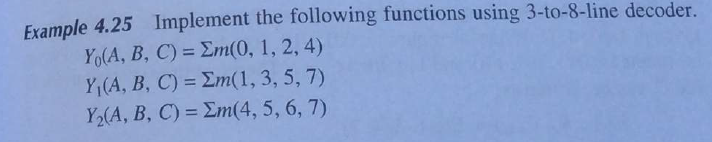 Example 4.25 Implement the following functions using 3-to-8-line decoder.
Y₀(A, B, C) = Σm(0, 1, 2, 4)
Y₁(A, B, C) = Σm(1, 3, 5, 7)
Y₂(A, B, C) = Σm(4, 5, 6, 7)